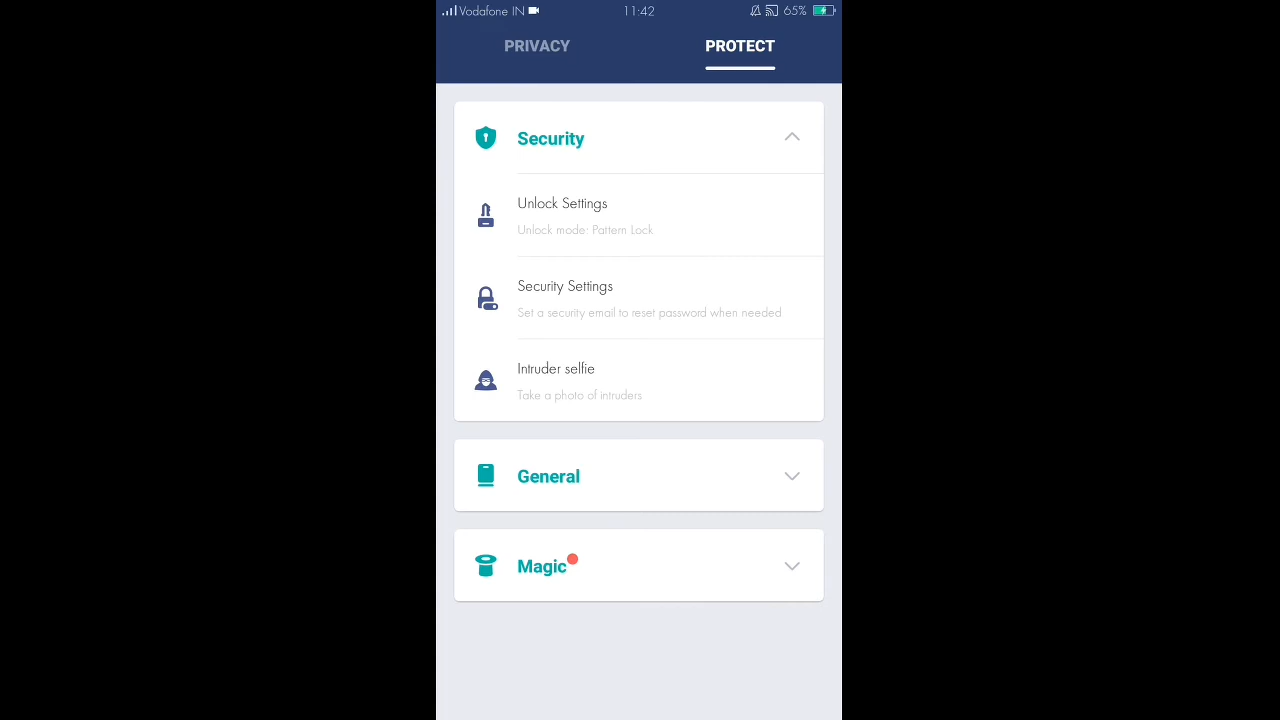 Vodafone IN 11:42 65%
PRIVACY PROTECT
Security
Unlock Settings
Unlock mode: Pattern Lock
Security Settings
Set a security email to reset password when needed
Intruder selfie
Take a photo of intruders
General
Magic